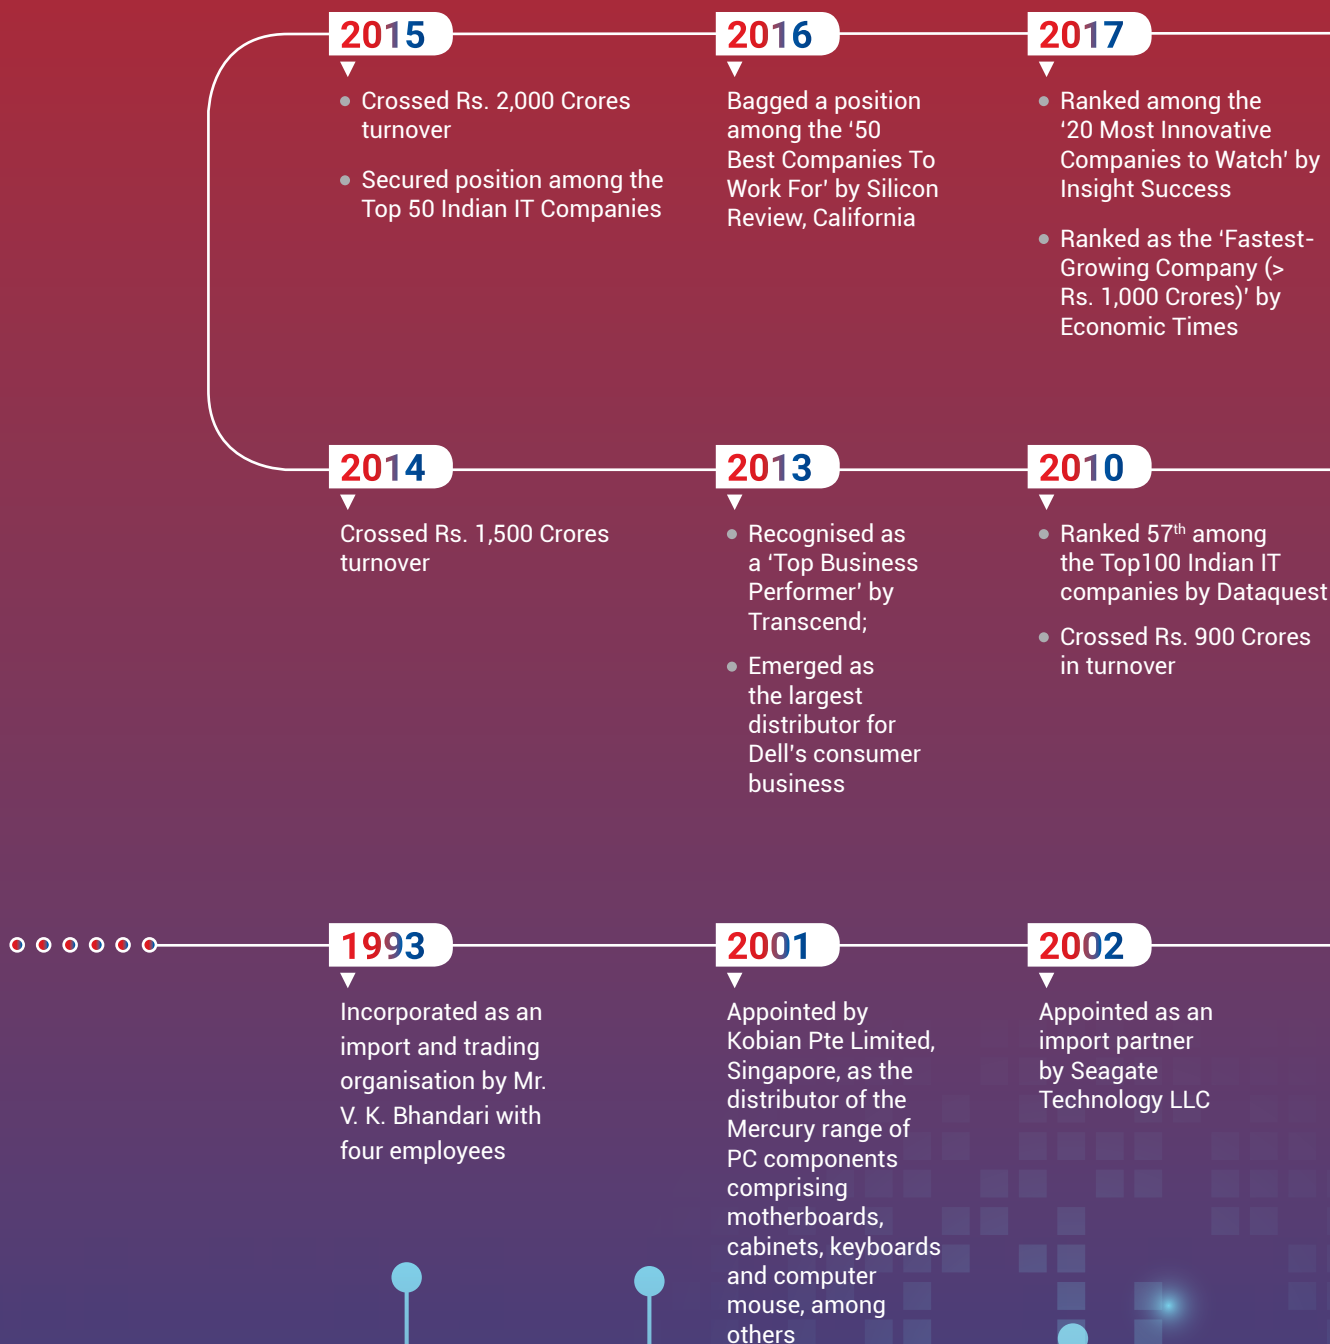 2015
Crossed Rs. 2,000 Crores
turnover
Secured position among the
Top 50 Indian IT Companies
2016
Bagged a position
among the ‘50
Best Companies To
Work For’ by Silicon
Review, California
2017
Ranked among the
‘20 Most Innovative
Companies to Watch’ by
Insight Success
Ranked as the ‘Fastest-
Growing Company (>
Rs. 1,000 Crores)’ by
Economic Times
2014
Crossed Rs. 1,500 Crores
turnover
2013
Recognised as
a ‘Top Business
Performer’ by
Transcend;
Emerged as
the largest
distributor for
Dell’s consumer
business
2010
Ranked 57th among
the Top100 Indian IT
companies by Dataquest
Crossed Rs. 900 Crores
in turnover
1993
Incorporated as an
import and trading
organisation by Mr.
V. K. Bhandari with
four employees
2001
Appointed by
Kobian Pte Limited,
Singapore, as the
distributor of the
Mercury range of
PC components
comprising
motherboards,
cabinets, keyboards
and computer
mouse, among
others
2002
Appointed as an
import partner
by Seagate
Technology LLC